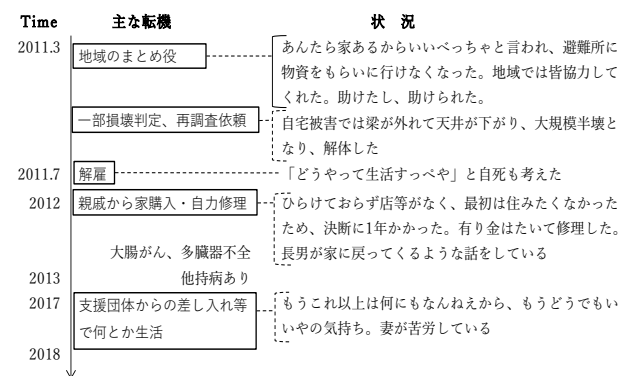 Time 主な転機 状 況
2011.3
地域のまとめ役
あんたら家あるからいいべっちゃと言われ、避難所に
物資をもらいに行けなくなった。地域では皆協力して
くれた。助けたし、助けられた。
一部損壊判定、再調査依頼
自宅被害では梁が外れて天井が下がり、大規模半壊と
なり、解体した
2011.7 解雇 「どうやって生活すっぺや」と自死も考えた
2012 親戚から家購入・自力修理
ひらけておらず店等がなく、最初は住みたくなかった
ため、決断に1年かかった。有り金はたいて修理した。
長男が家に戻ってくるような話をしている
大腸がん、多臓器不全
2013 他持病あり
2017 支援団体からの差し入れ等
で何とか生活
もうこれ以上は何にもなんねえから、もうどうでもい
いやの気持ち。妻が苦労している
2018